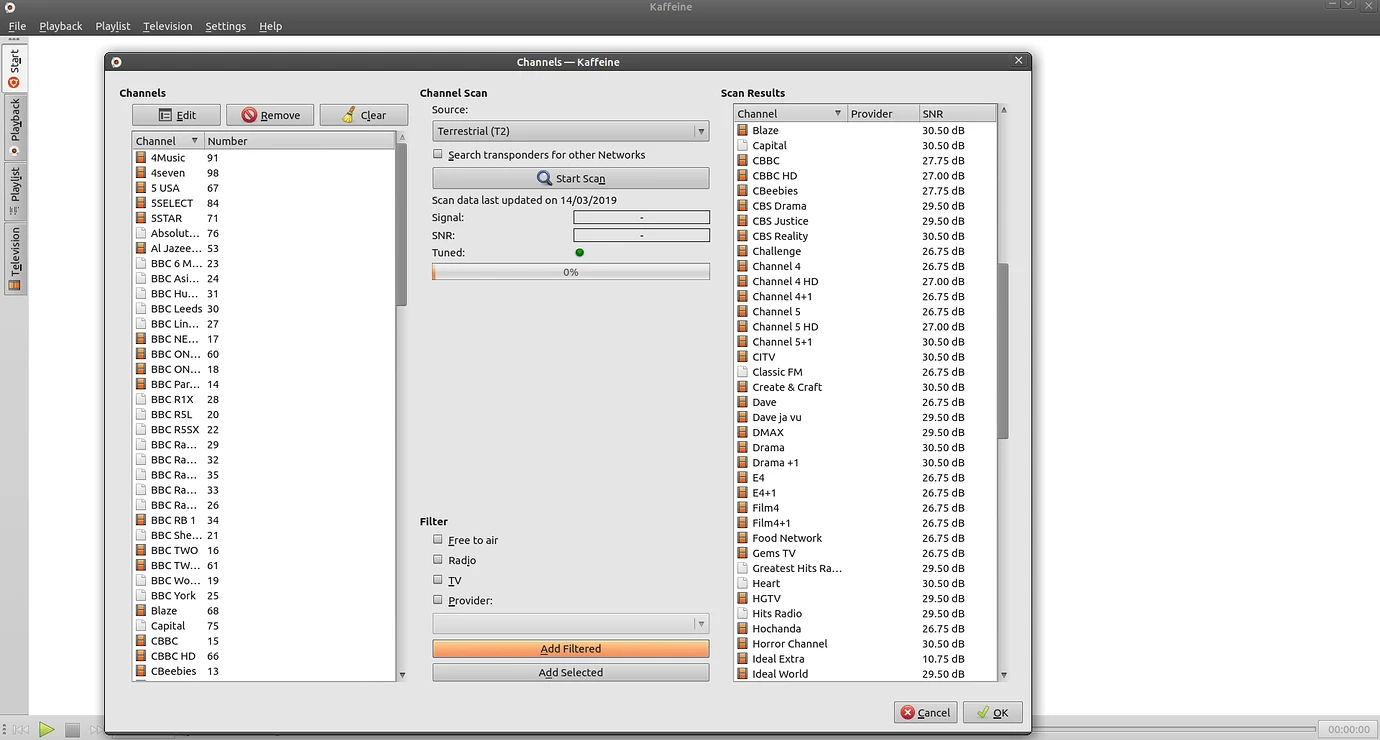 Kaffeine
File Playback Playlist Television Settings Help
Start
Playback
Playlist
Television
Channels — Kaffeine
Channels
Edit Remove Clear
Channel Number
4Music 91
4seven 98
5 USA 67
5SELECT 84
5STAR 71
Absolut... 76
Al Jazee... 53
BBC 6 M... 23
BBC Asi... 24
BBC Hu... 31
BBC Leeds 30
BBC Lin... 27
BBC NE... 17
BBC ON... 60
BBC ON... 18
BBC Par... 14
BBC R1X 28
BBC R5L 20
BBC R5SX 22
BBC Ra... 29
BBC Ra... 32
BBC Ra... 35
BBC Ra... 33
BBC Ra... 26
BBC RB 1 34
BBC She... 21
BBC TWO 16
BBC TW... 61
BBC Wo... 19
BBC York 25
Blaze 68
Capital 75
CBBC 15
CBBC HD 66
CBeebies 13
Channel Scan
Source:
Terrestrial (T2)
Search transponders for other Networks
Start Scan
Scan data last updated on 14/03/2019
Signal: -
SNR: -
Tuned:
0%
Filter
Free to air
Radio
TV
Provider:
Add Filtered
Add Selected
Scan Results
Channel Provider SNR
Blaze 30.50 dB
Capital 30.50 dB
CBBC 27.75 dB
CBBC HD 27.00 dB
CBeebies 27.75 dB
CBS Drama 29.50 dB
CBS Justice 29.50 dB
CBS Reality 30.50 dB
Challenge 26.75 dB
Channel 4 26.75 dB
Channel 4 HD 27.00 dB
Channel 4+1 26.75 dB
Channel 5 26.75 dB
Channel 5 HD 27.00 dB
Channel 5+1 30.50 dB
CITV 30.50 dB
Classic FM 26.75 dB
Create & Craft 30.50 dB
Dave 26.75 dB
Dave ja vu 29.50 dB
DMAX 29.50 dB
Drama 30.50 dB
Drama +1 30.50 dB
E4 26.75 dB
E4+1 26.75 dB
Film4 26.75 dB
Film4+1 26.75 dB
Food Network 26.75 dB
Gems TV 26.75 dB
Greatest Hits Ra... 29.50 dB
Heart 30.50 dB
HGTV 29.50 dB
Hits Radio 29.50 dB
Hochanda 26.75 dB
Horror Channel 30.50 dB
Ideal Extra 10.75 dB
Ideal World 29.50 dB
Cancel OK
00:00:00